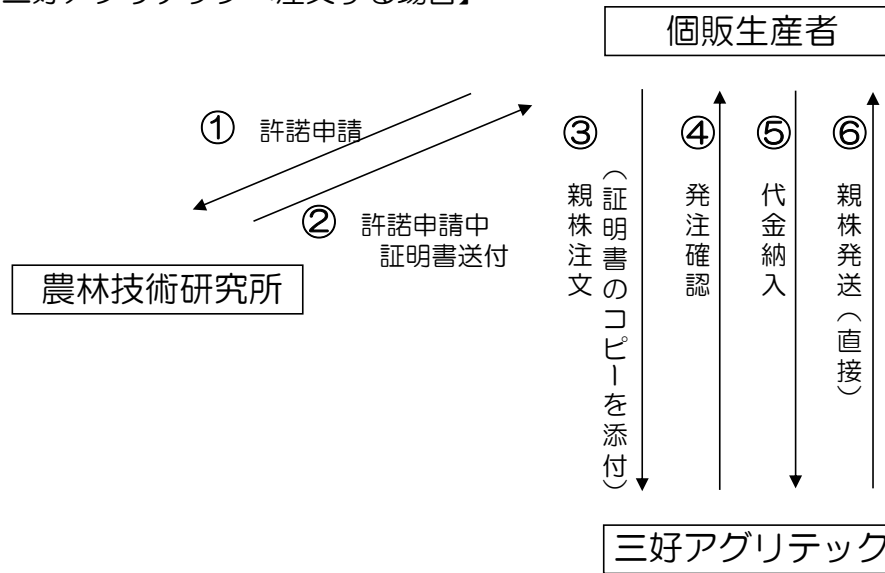 三好アグリテックへ注文する場合】
個販生産者
① 許諾申請
② 許諾申請中
証明書送付
農林技術研究所
③
親株注文
（証明書のコピーを添付）
④
発注確認
⑤
代金納入
⑥
親株発送（直接）
三好アグリテック